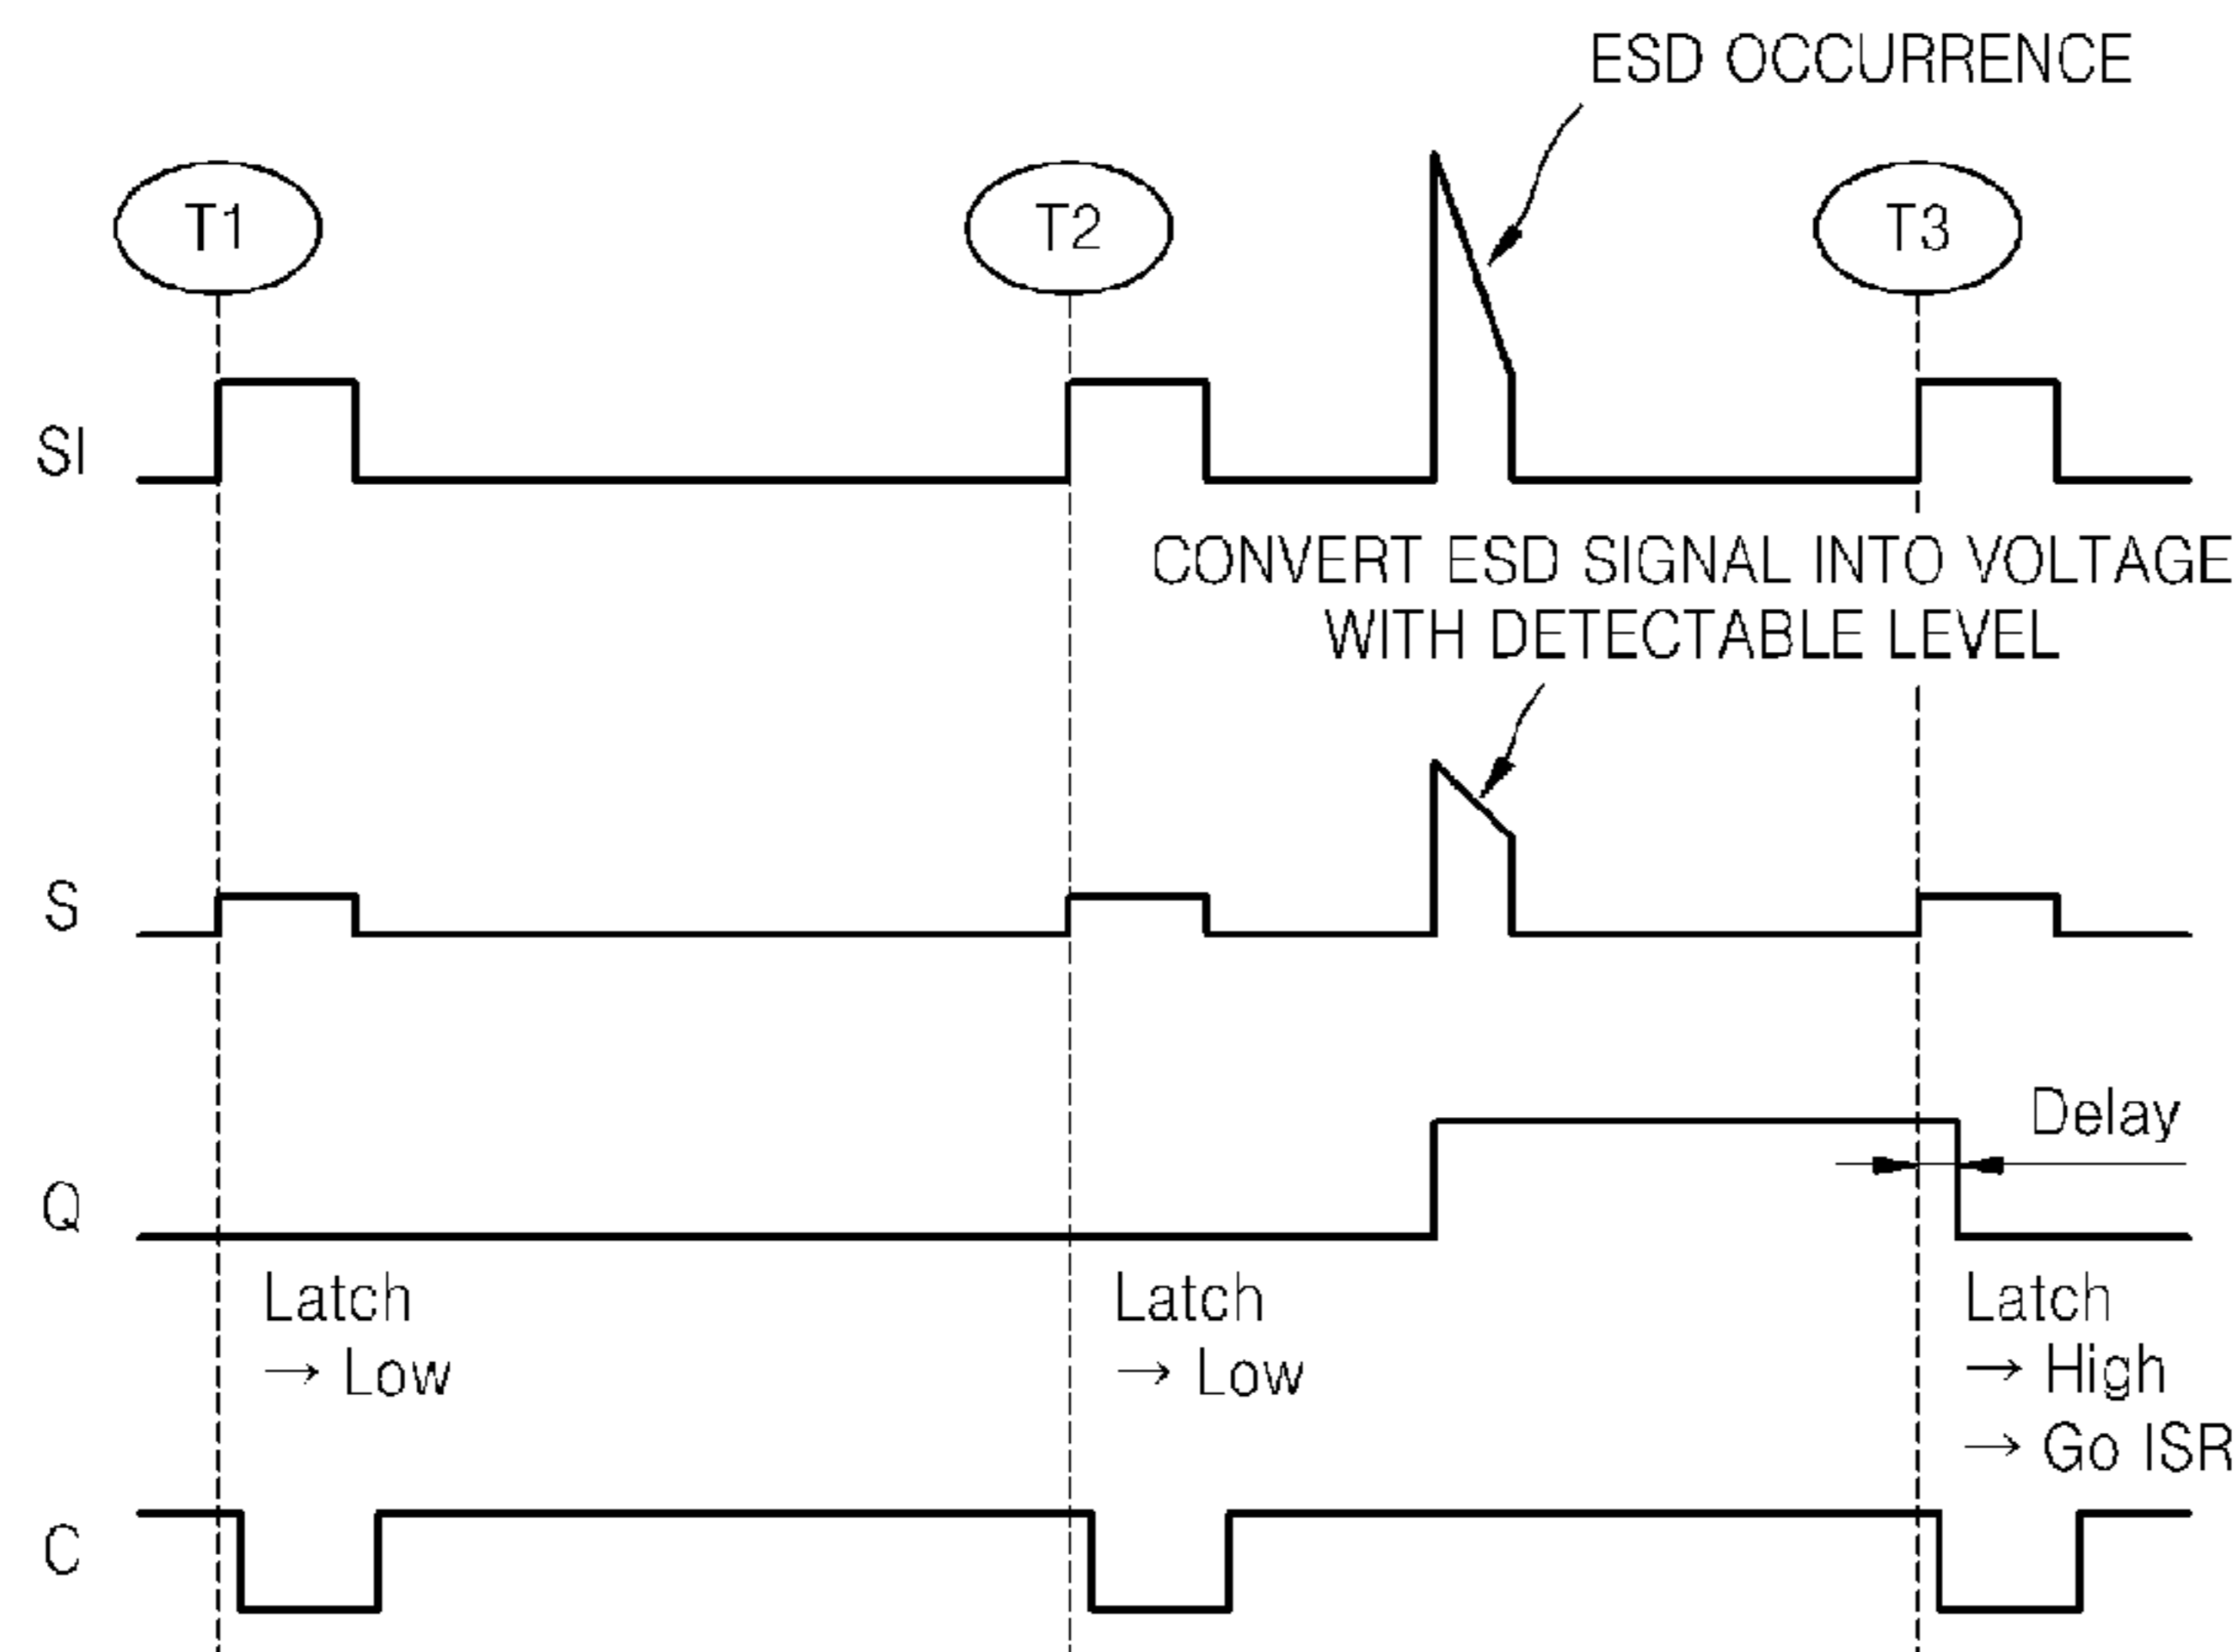 ESD OCCURRENCE
T1
T2
T3
SI
CONVERT ESD SIGNAL INTO VOLTAGE
WITH DETECTABLE LEVEL
S
Delay
Q
Latch
→ Low
Latch
→ Low
Latch
→ High
→ Go ISR
C